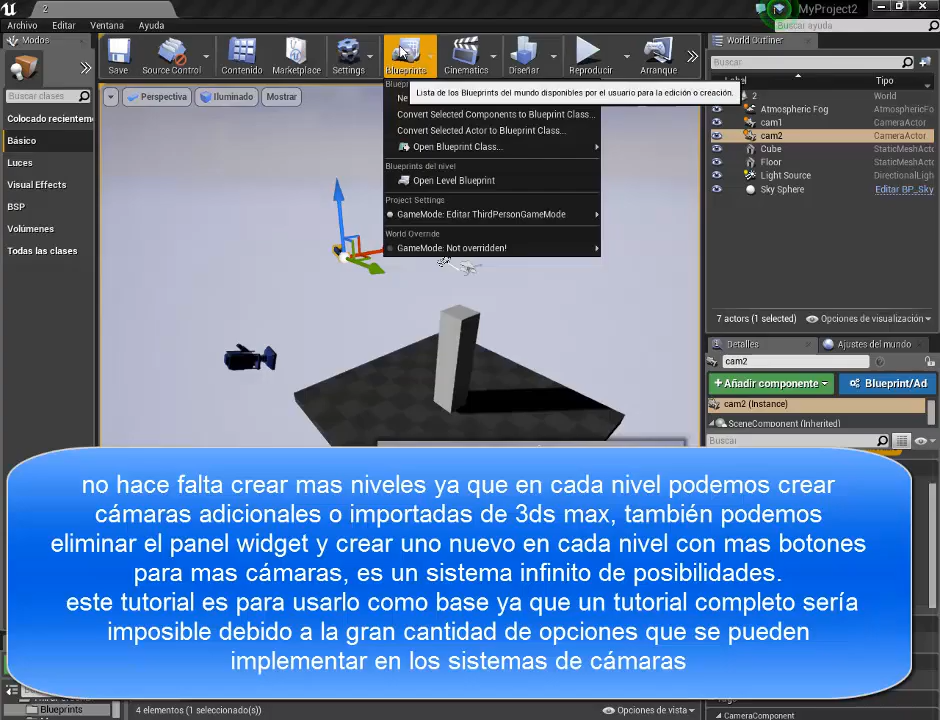 2
MyProject2
Archivo Editar Ventana Ayuda
Buscar ayuda
Modos
Buscar clases
Colocado recienteme
Básico
Luces
Visual Effects
BSP
Volúmenes
Todas las clases
Save Source Control Contenido Marketplace Settings Blueprints Cinematics Diseñar Reproducir Arranque
Perspectiva Iluminado Mostrar
Lista de los Blueprints del mundo disponibles por el usuario para la edición o creación.
Convert Selected Components to Blueprint Class...
Convert Selected Actor to Blueprint Class...
Open Blueprint Class...
Blueprints del nivel
Open Level Blueprint
Project Settings
GameMode: Editar ThirdPersonGameMode
World Override
GameMode: Not overridden!
World Outliner
Buscar
Label Tipo
2 World
Atmospheric Fog
cam1 CameraActor
cam2 CameraActor
Cube StaticMeshActo
Floor StaticMeshActo
Light Source DirectionalLigh
Sky Sphere Editar BP_Sky
7 actors (1 selected) Opciones de visualización
Detalles Ajustes del mundo
cam2
+Añadir componente Blueprint/Ad
cam2 (Instance)
SceneComponent (Inherited)
Buscar
no hace falta crear mas niveles ya que en cada nivel podemos crear
cámaras adicionales o importadas de 3ds max, también podemos
eliminar el panel widget y crear uno nuevo en cada nivel con mas botones
para mas cámaras, es un sistema infinito de posibilidades.
este tutorial es para usarlo como base ya que un tutorial completo sería
imposible debido a la gran cantidad de opciones que se pueden
implementar en los sistemas de cámaras
Blueprints
4 elementos (1 seleccionado(s)) Opciones de vista
CameraComponent